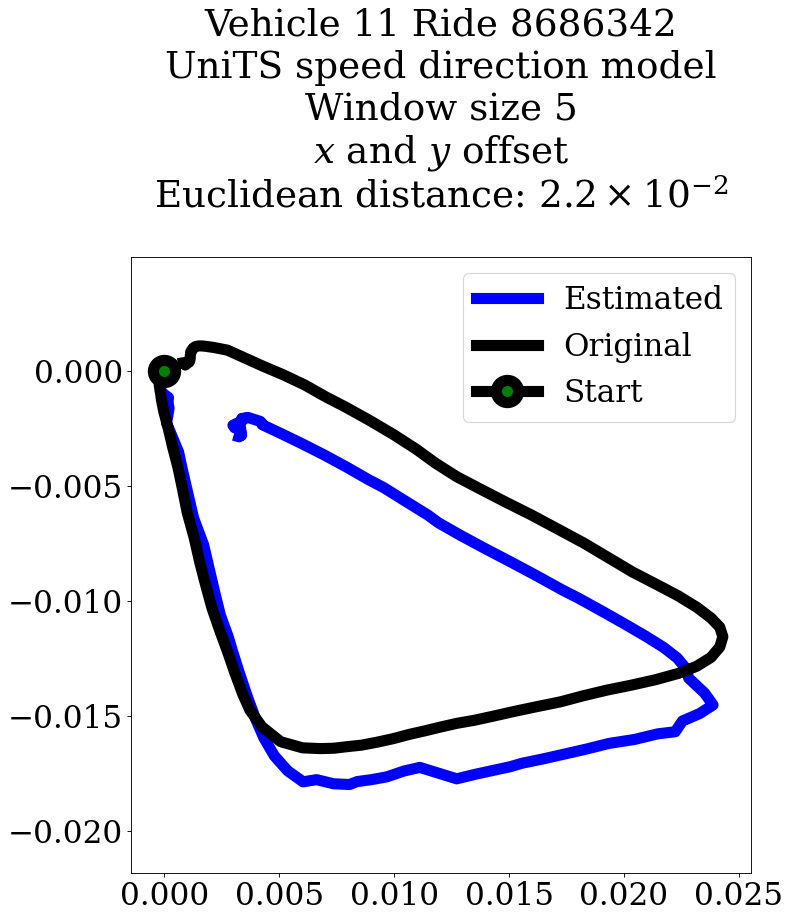 Vehicle 11 Ride 8686342
UniTS speed direction model
Window size 5
x and y offset
Euclidean distance: 2.2 × 10⁻²
Estimated
Original
Start
0.000
−0.005
−0.010
−0.015
−0.020
0.000 0.005 0.010 0.015 0.020 0.025